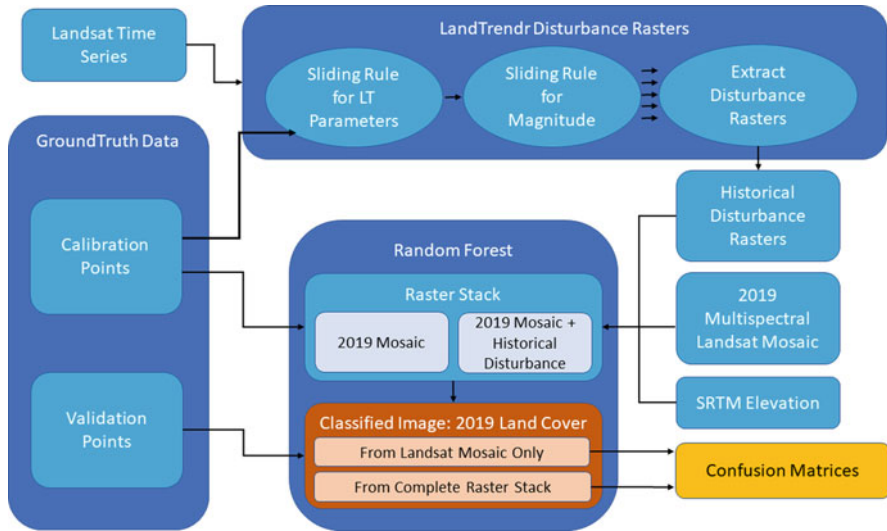 Landsat Time
Series
LandTrendr Disturbance Rasters
Sliding Rule
for LT
Parameters
Sliding Rule
for
Magnitude
Extract
Disturbance
Rasters
GroundTruth Data
Calibration
Points
Validation
Points
Historical
Disturbance
Rasters
2019
Multispectral
Landsat Mosaic
SRTM Elevation
Random Forest
Raster Stack
2019 Mosaic
2019 Mosaic +
Historical
Disturbance
Classified Image: 2019 Land Cover
From Landsat Mosaic Only
From Complete Raster Stack
Confusion Matrices